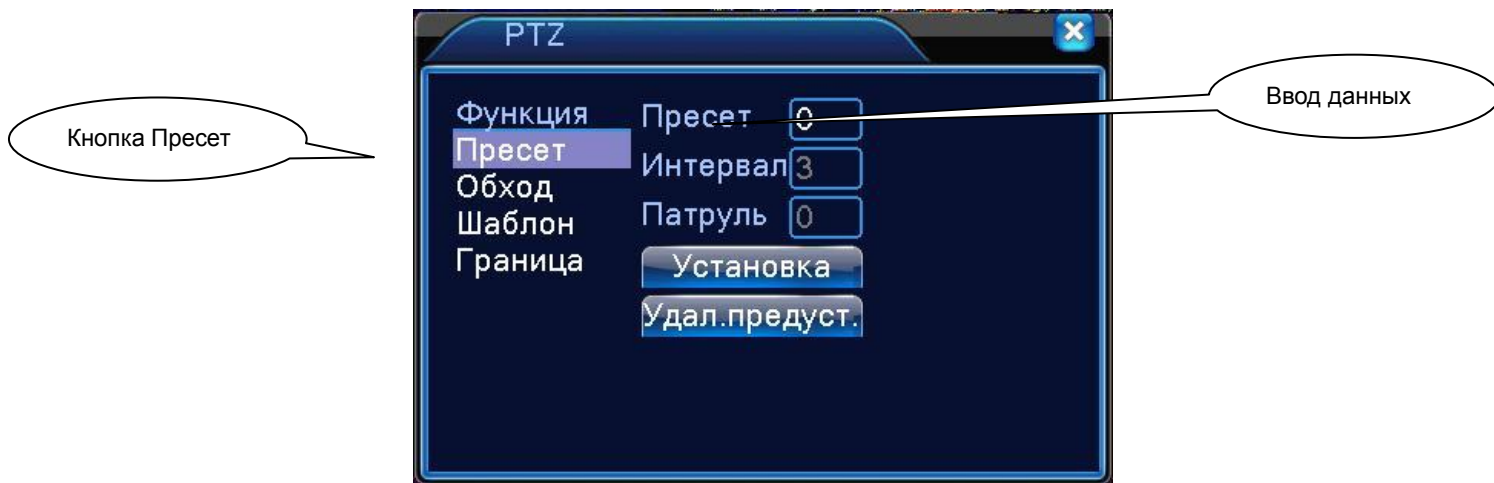 PTZ
Кнопка Пресет
Ввод данных
Функция
Пресет
Обход
Шаблон
Граница
Пресет 0
Интервал 3
Патруль 0
Установка
Удал.предуст.